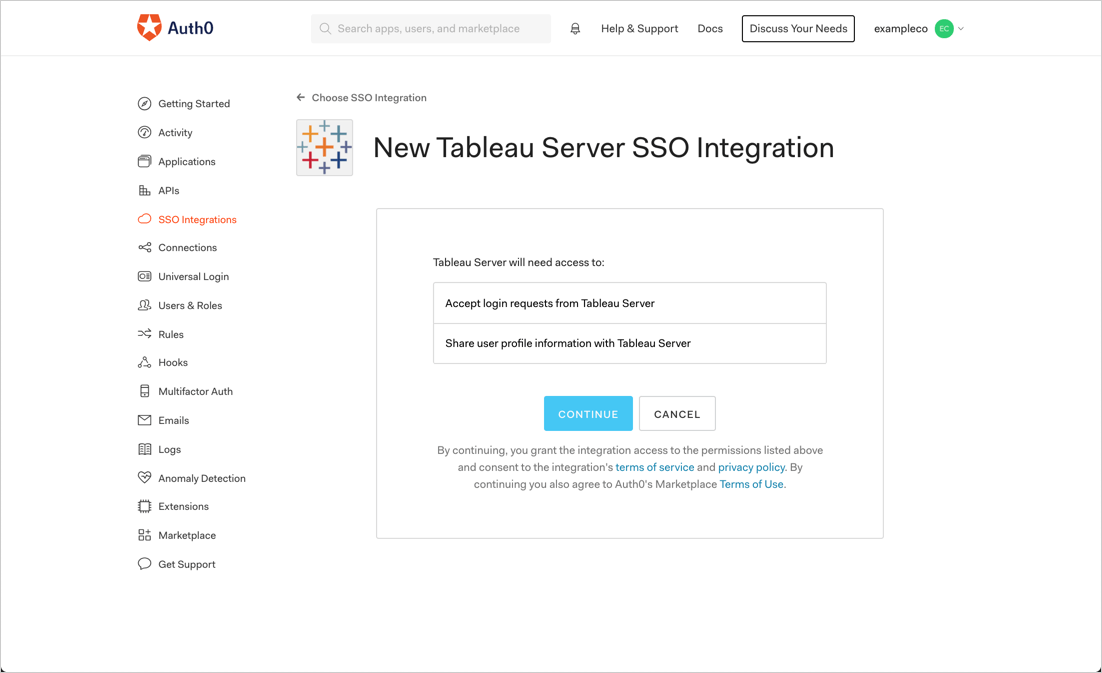 Auth0
Search apps, users, and marketplace
Help & Support
Docs
Discuss Your Needs
exampleco
EC
Getting Started
Activity
Applications
APIs
SSO Integrations
Connections
Universal Login
Users & Roles
Rules
Hooks
Multifactor Auth
Emails
Logs
Anomaly Detection
Extensions
Marketplace
Get Support
Choose SSO Integration
New Tableau Server SSO Integration
Tableau Server will need access to:
Accept login requests from Tableau Server
Share user profile information with Tableau Server
CONTINUE
CANCEL
By continuing, you grant the integration access to the permissions listed above
and consent to the integration's terms of service and privacy policy. By
continuing you also agree to Auth0's Marketplace Terms of Use.